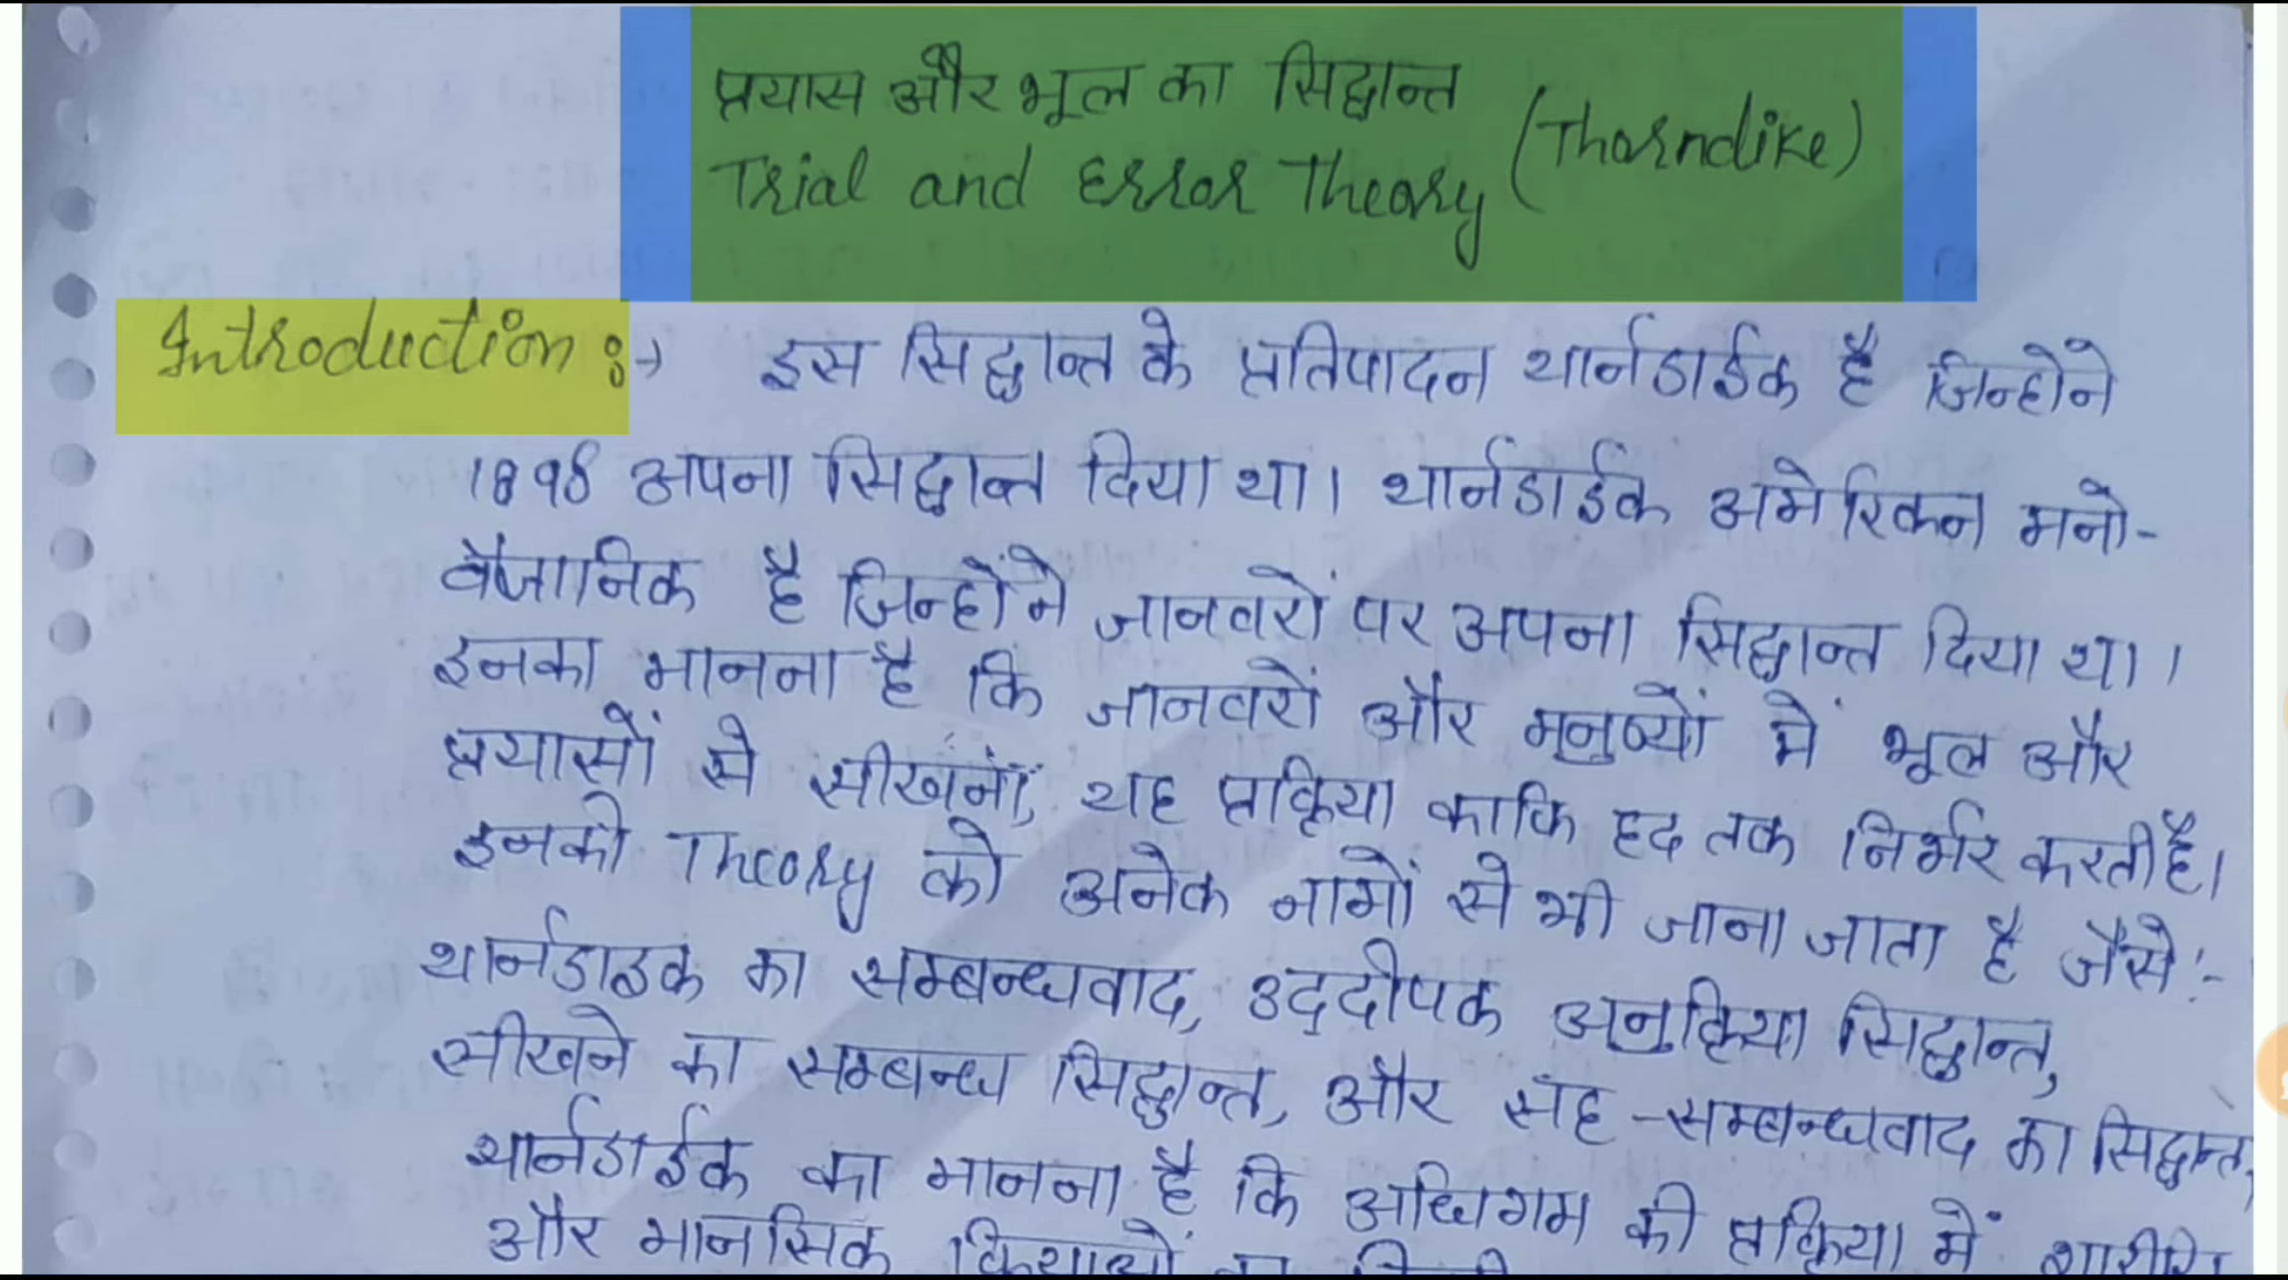 प्रयास और भूल का सिद्धान्त
Trial and Error Theory (Thorndike)
Introduction :→ इस सिद्धान्त के प्रतिपादन थार्नडाईक है जिन्होंने
1898 अपना सिद्धान्त दिया था। थार्नडाईक अमेरिकन मनो-
वैज्ञानिक है जिन्होंने जानवरों पर अपना सिद्धान्त दिया था।
इनका मानना है कि जानवरों और मनुष्यों में भूल और
प्रयासों से सीखना, यह प्रक्रिया काफि हद तक निर्भर करती है।
इनकी Theory को अनेक नामों से भी जाना जाता है जैसे:-
थार्नडाइक का सम्बन्धवाद, उद्दीपक अनुक्रिया सिद्धान्त,
सीखने का सम्बन्ध सिद्धान्त, और संह-सम्बन्धवाद का सिद्धान्त,
थार्नडाईक का मानना है कि अधिगम की प्रक्रिया में
और मानसिक